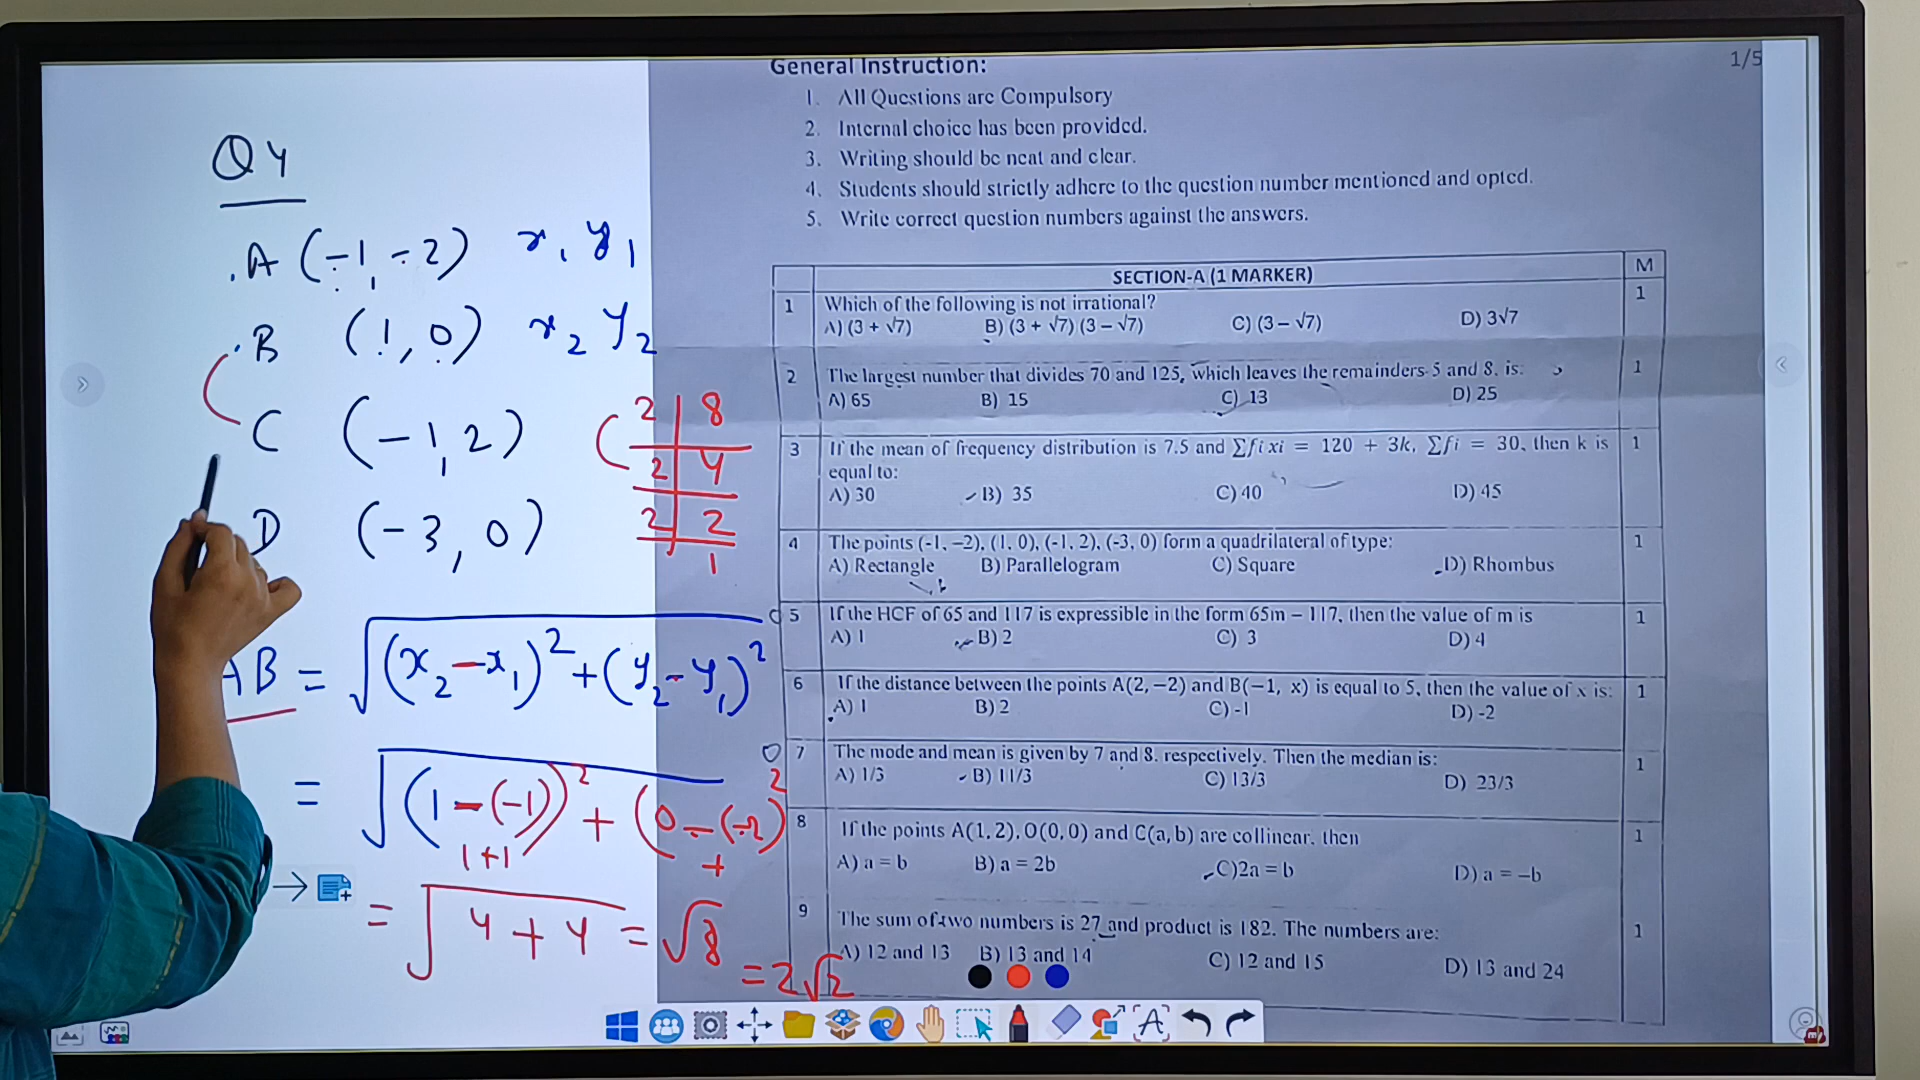 Q4
.A (-1, -2) x₁ y₁
.B (1, 0) x₂ y₂
C (-1, 2)
D (-3, 0)
2 | 8
2 | 4
2 | 2
1
AB = √(x₂-x₁)² + (y₂-y₁)²
= √(1-(-1))² + (0-(-2)²
1+1 +
= √4+4 = √8
= 2√2
1/5
General Instruction:
1. All Questions are Compulsory
2. Internal choice has been provided.
3. Writing should be neat and clear.
4. Students should strictly adhere to the question number mentioned and opted.
5. Write correct question numbers against the answers.
SECTION-A (1 MARKER) M
1 Which of the following is not irrational? 1
A) (3 + √7) B) (3 + √7) (3 – √7) C) (3 – √7) D) 3√7
2 The largest number that divides 70 and 125, which leaves the remainders 5 and 8, is: 1
A) 65 B) 15 C) 13 D) 25
3 If the mean of frequency distribution is 7.5 and ∑fi xi = 120 + 3k, ∑fi = 30, then k is 1
equal to:
A) 30 B) 35 C) 40 D) 45
4 The points (-1, –2), (1, 0), (-1, 2), (-3, 0) form a quadrilateral of type: 1
A) Rectangle B) Parallelogram C) Square D) Rhombus
5 If the HCF of 65 and 117 is expressible in the form 65m – 117, then the value of m is 1
A) 1 B) 2 C) 3 D) 4
6 If the distance between the points A(2, –2) and B(–1, x) is equal to 5, then the value of x is: 1
A) 1 B) 2 C) -1 D) -2
7 The mode and mean is given by 7 and 8. respectively. Then the median is: 1
A) 1/3 B) 11/3 C) 13/3 D) 23/3
8 If the points A(1, 2), O(0, 0) and C(a, b) are collinear, then 1
A) a = b B) a = 2b C) 2a = b D) a = –b
9 The sum of two numbers is 27 and product is 182. The numbers are: 1
A) 12 and 13 B) 13 and 14 C) 12 and 15 D) 13 and 24